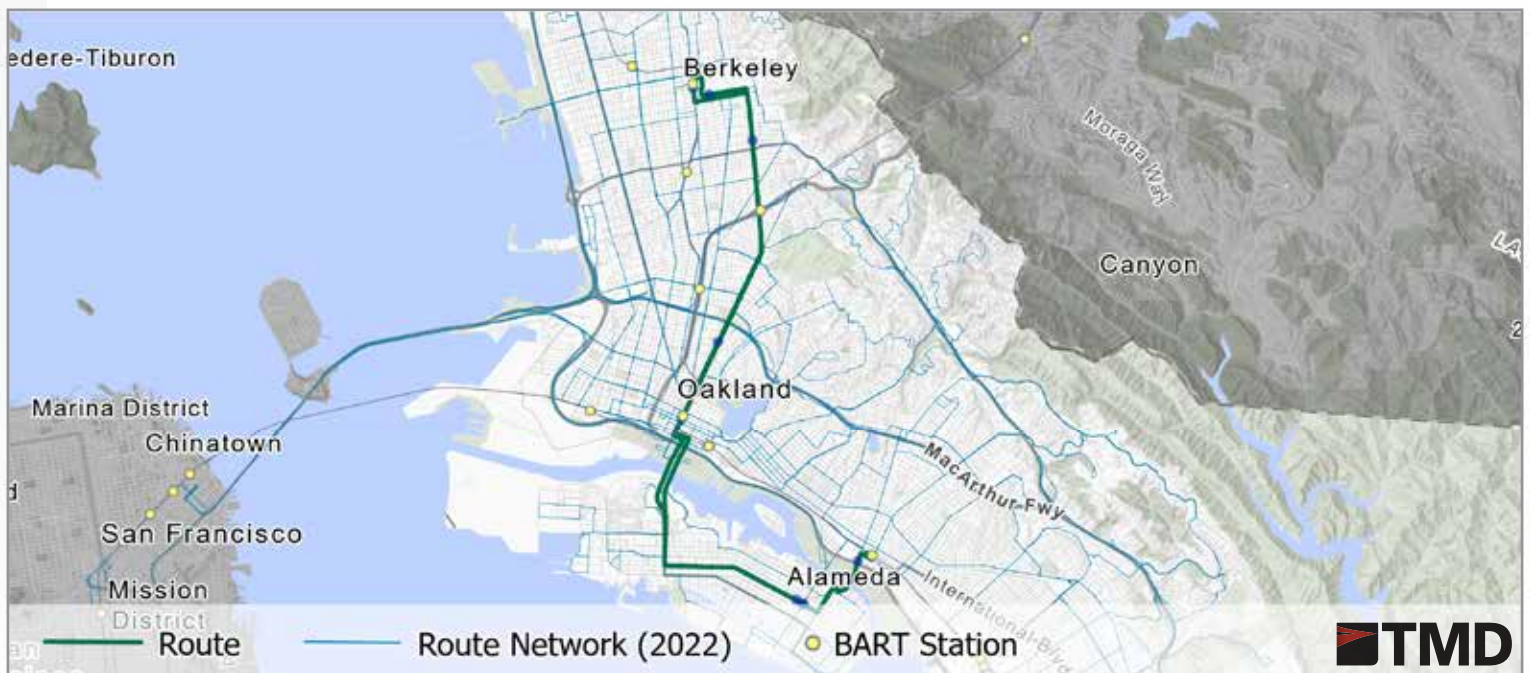 edere-Tiburon
Berkeley
Moraga Way
Canyon
Oakland
Marina District
Chinatown
MacArthur Fwy
San Francisco
Alameda
International Blvd
Mission
District
Route
Route Network (2022)
BART Station
TMD